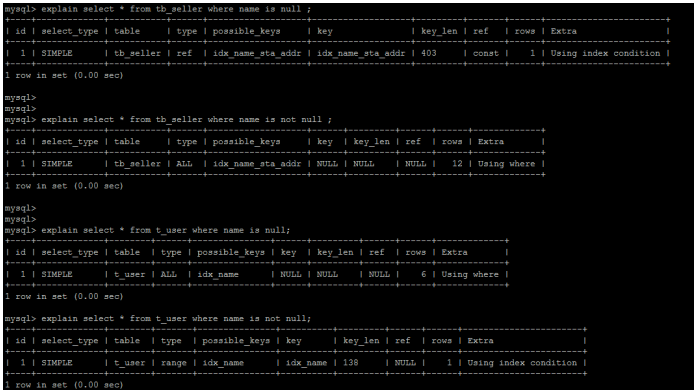 mysql> explain select * from tb_seller where name is null ;
+----+-------------+-----------+------+-------------------+-------------------+---------+-------+------+-----------------------+
| id | select_type | table     | type | possible_keys     | key               | key_len | ref   | rows | Extra                 |
+----+-------------+-----------+------+-------------------+-------------------+---------+-------+------+-----------------------+
|  1 | SIMPLE      | tb_seller | ref  | idx_name_sta_addr | idx_name_sta_addr | 403     | const |    1 | Using index condition |
+----+-------------+-----------+------+-------------------+-------------------+---------+-------+------+-----------------------+
1 row in set (0.00 sec)
mysql>
mysql>
mysql> explain select * from tb_seller where name is not null ;
+----+-------------+-----------+------+-------------------+------+---------+------+------+-------------+
| id | select_type | table     | type | possible_keys     | key  | key_len | ref  | rows | Extra       |
+----+-------------+-----------+------+-------------------+------+---------+------+------+-------------+
|  1 | SIMPLE      | tb_seller | ALL  | idx_name_sta_addr | NULL | NULL    | NULL |   12 | Using where |
+----+-------------+-----------+------+-------------------+------+---------+------+------+-------------+
1 row in set (0.00 sec)
mysql>
mysql>
mysql> explain select * from t_user where name is null;
+----+-------------+--------+------+---------------+------+---------+------+------+-------------+
| id | select_type | table  | type | possible_keys | key  | key_len | ref  | rows | Extra       |
+----+-------------+--------+------+---------------+------+---------+------+------+-------------+
|  1 | SIMPLE      | t_user | ALL  | idx_name      | NULL | NULL    | NULL |    6 | Using where |
+----+-------------+--------+------+---------------+------+---------+------+------+-------------+
1 row in set (0.00 sec)
mysql> explain select * from t_user where name is not null;
+----+-------------+--------+-------+---------------+----------+---------+------+------+-----------------------+
| id | select_type | table  | type  | possible_keys | key      | key_len | ref  | rows | Extra                 |
+----+-------------+--------+-------+---------------+----------+---------+------+------+-----------------------+
|  1 | SIMPLE      | t_user | range | idx_name      | idx_name | 138     | NULL |    1 | Using index condition |
+----+-------------+--------+-------+---------------+----------+---------+------+------+-----------------------+
1 row in set (0.00 sec)